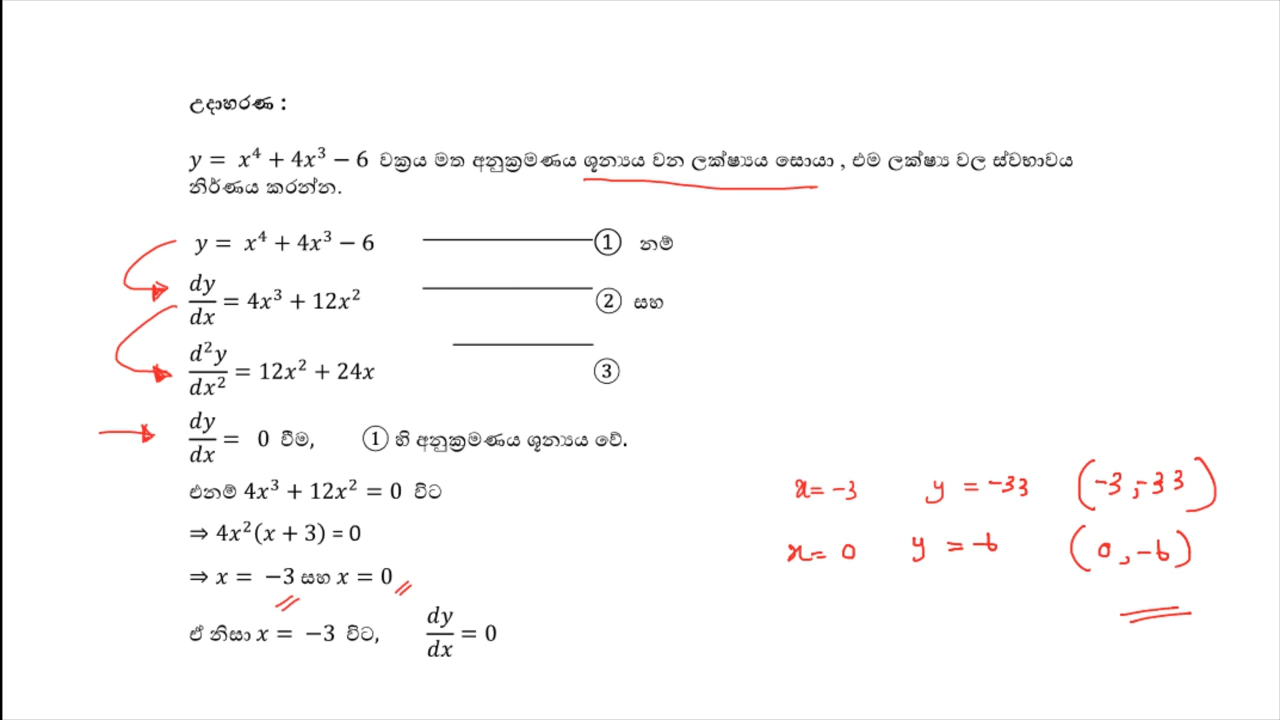 උදාහරණ :
y = x⁴ + 4x³ − 6 වක්‍රය මත අනුක්‍රමණය ශූන්‍යය වන ලක්ෂ්‍යය සොයා , එම ලක්ෂ්‍ය වල ස්වභාවය
නිර්ණය කරන්න.
y = x⁴ + 4x³ − 6 ① නම්
dy/dx = 4x³ + 12x² ② සහ
d²y/dx² = 12x² + 24x ③
dy/dx = 0 වීම, ① හි අනුක්‍රමණය ශූන්‍යය වේ.
එනම් 4x³ + 12x² = 0 විට
x = -3 y = -33 (-3,-33)
⇒ 4x²(x + 3) = 0
x = 0 y = -6 (0,-6)
⇒ x = −3 සහ x = 0
ඒ නිසා x = −3 විට, dy/dx = 0